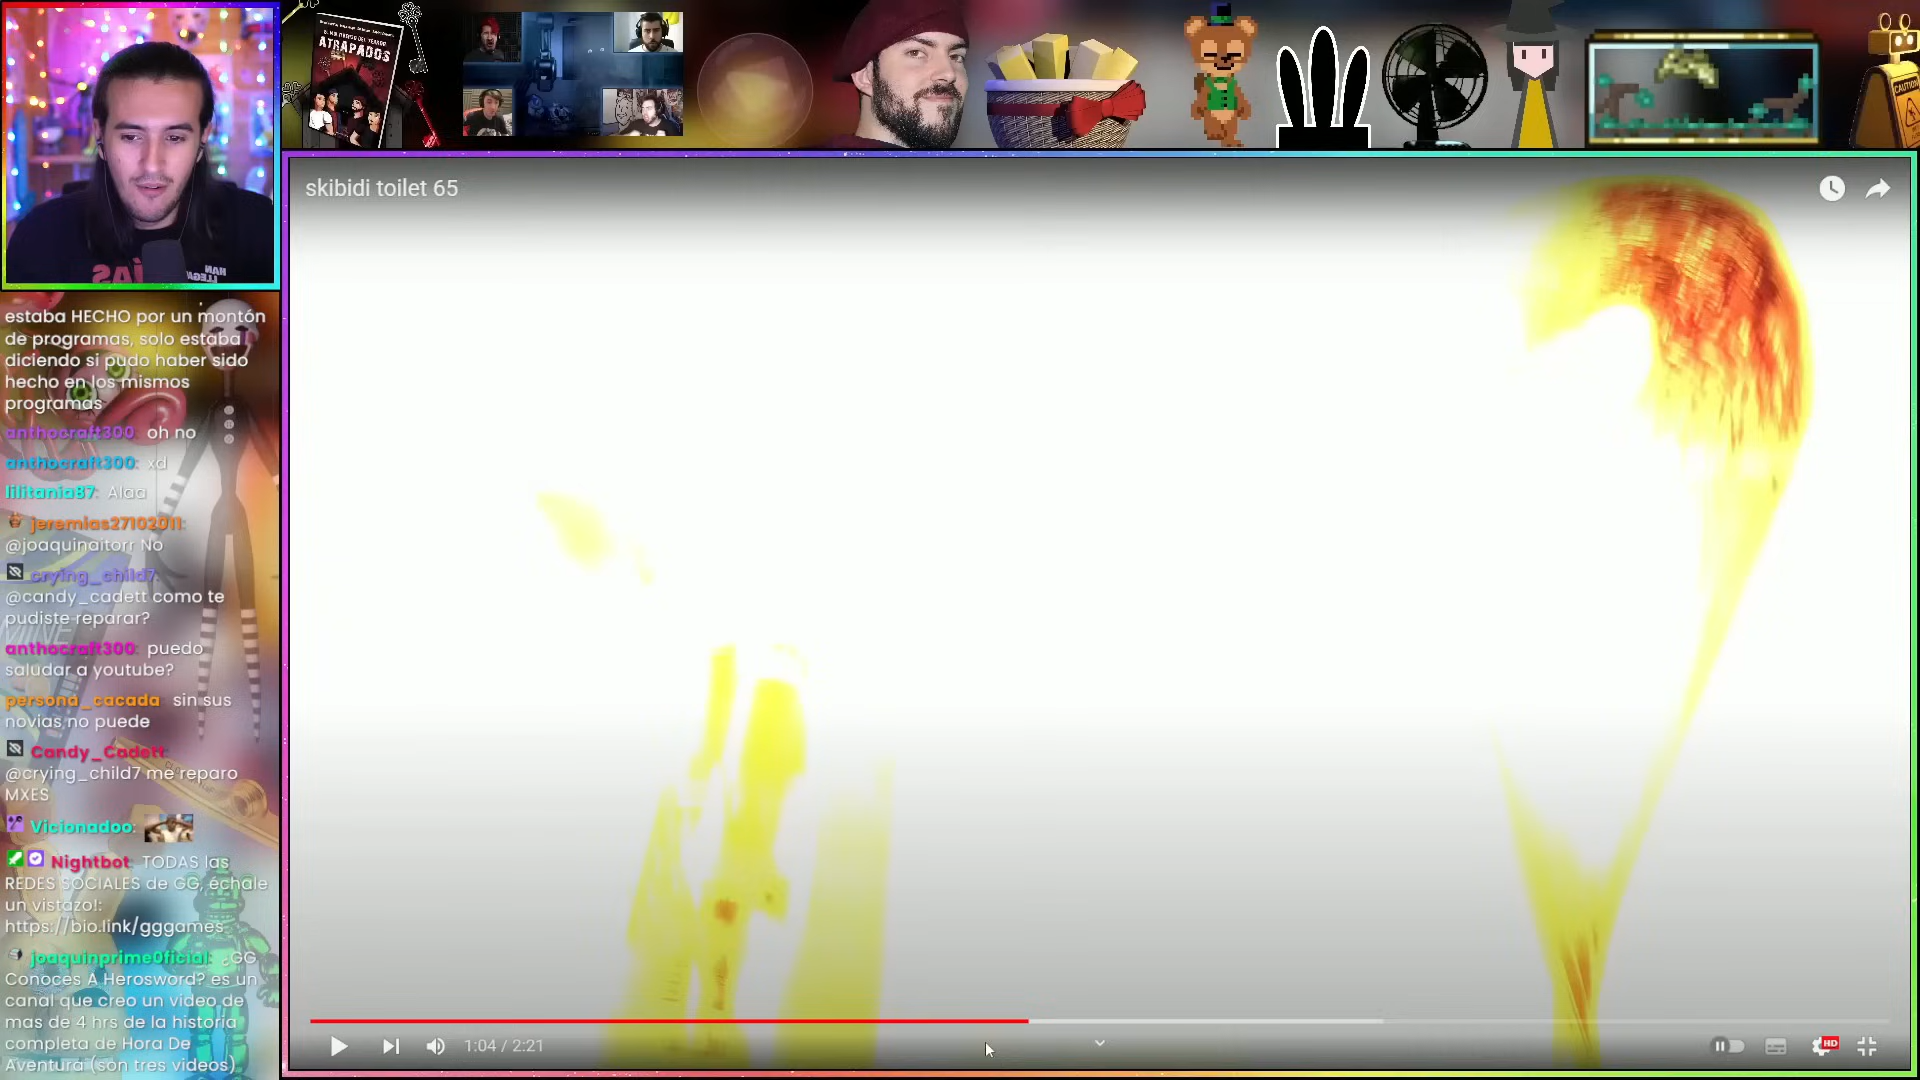 ATRAPADOS
CAUTION
skibidi toilet 65
estaba HECHO por un montón
de programas, solo estaba
diciendo si pudo haber sido
hecho en los mismos
programas
anthocraft300: oh no
anthocraft300: xd
lilitania87: Alaa
jeremias27102011:
@joaquinaitorr No
crying_child7:
@candy_cadett como te
pudiste reparar?
anthocraft300: puedo
saludar a youtube?
persona_cacada: sin sus
novias no puede
Candy_Cadett:
@crying_child7 me reparo
MXES
Vicionadoo:
Nightbot: TODAS las
REDES SOCIALES de GG, échale
un vistazo!:
https://bio.link/gggames
joaquinprime0ficial: ¿GG
Conoces A Herosword? es un
canal que creo un video de
mas de 4 hrs de la historia
completa de Hora De
Aventura (son tres videos)
1:04 / 2:21
HD